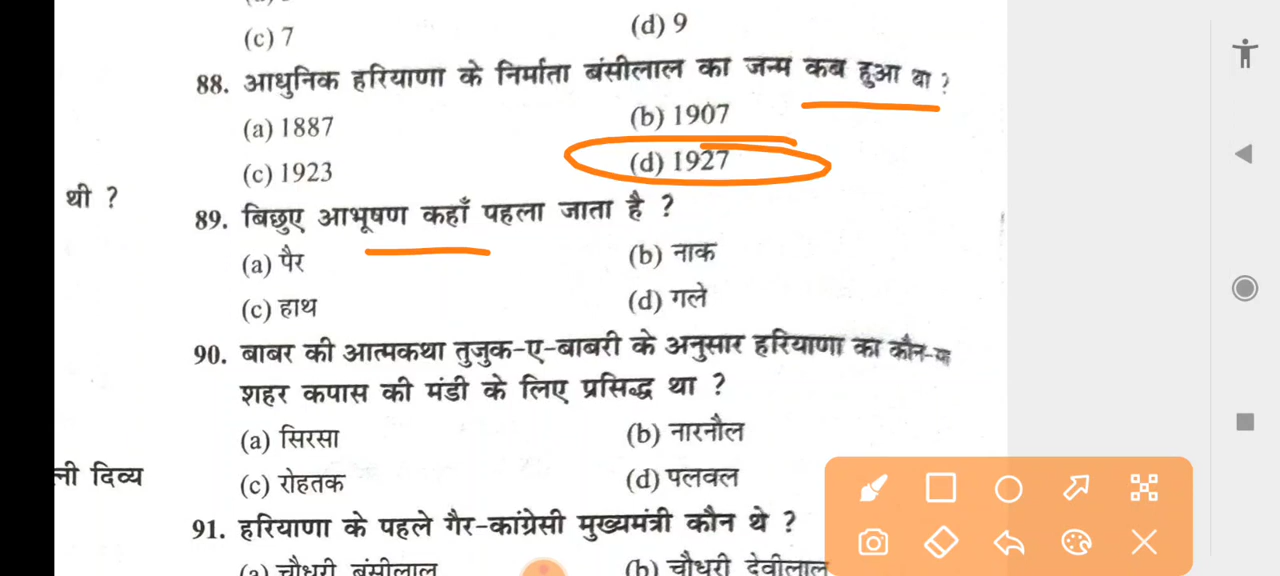 (c) 7
(d) 9
88. आधुनिक हरियाणा के निर्माता बंसीलाल का जन्म कब हुआ था ?
(a) 1887
(b) 1907
(c) 1923
(d) 1927
थी ?
89. बिछुए आभूषण कहाँ पहला जाता है ?
(a) पैर
(b) नाक
(c) हाथ
(d) गले
90. बाबर की आत्मकथा तुजुक-ए-बाबरी के अनुसार हरियाणा का कौन-सा
शहर कपास की मंडी के लिए प्रसिद्ध था ?
(a) सिरसा
(b) नारनौल
नी दिव्य
(c) रोहतक
(d) पलवल
91. हरियाणा के पहले गैर-कांग्रेसी मुख्यमंत्री कौन थे ?
(a) चौधरी बंसीलाल
(b) चौधरी देवीलाल